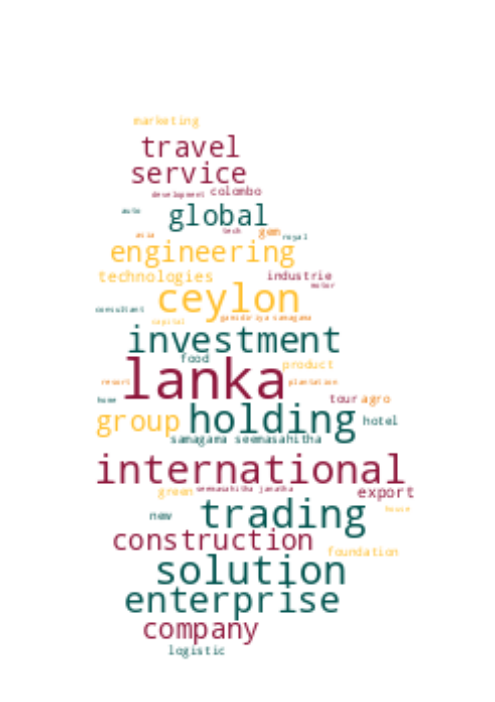 marketing
travel
service
development colombo
auto global
tech gem royal
asia
engineering
technologies industrie
motor
ceylon
consultant
gamidiriya samagama
capital
investment
food
product
lanka
resort plantation
home tour agro
group holding hotel
samagama seemasahitha
international
green seemasahitha janatha export
new trading house
construction
foundation
solution
enterprise
company
logistic